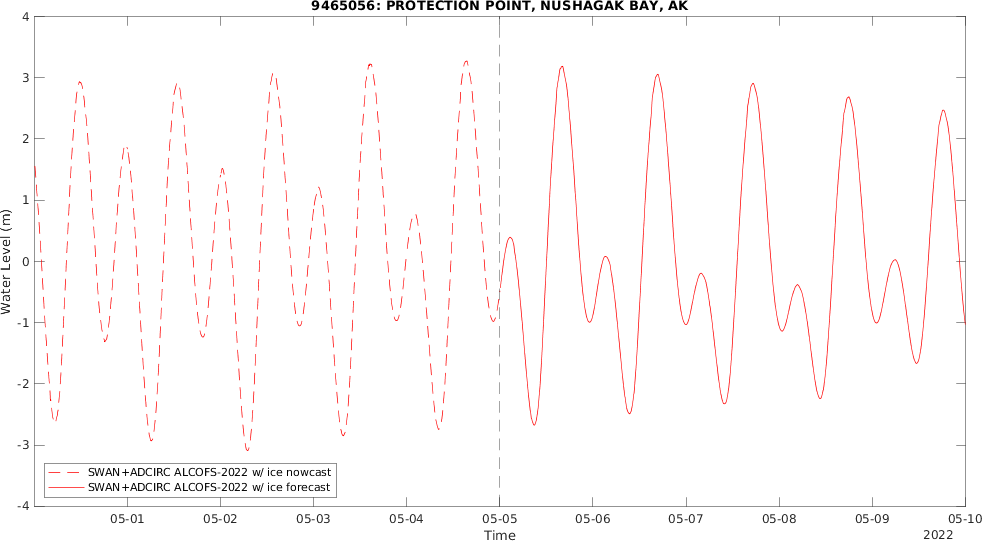 9465056: PROTECTION POINT, NUSHAGAK BAY, AK
4
3
2
1
0
-1
-2
-3
-4
Water Level (m)
SWAN+ADCIRC ALCOFS-2022 w/ ice nowcast
SWAN+ADCIRC ALCOFS-2022 w/ ice forecast
05-01 05-02 05-03 05-04 05-05 05-06 05-07 05-08 05-09 05-10
Time
2022